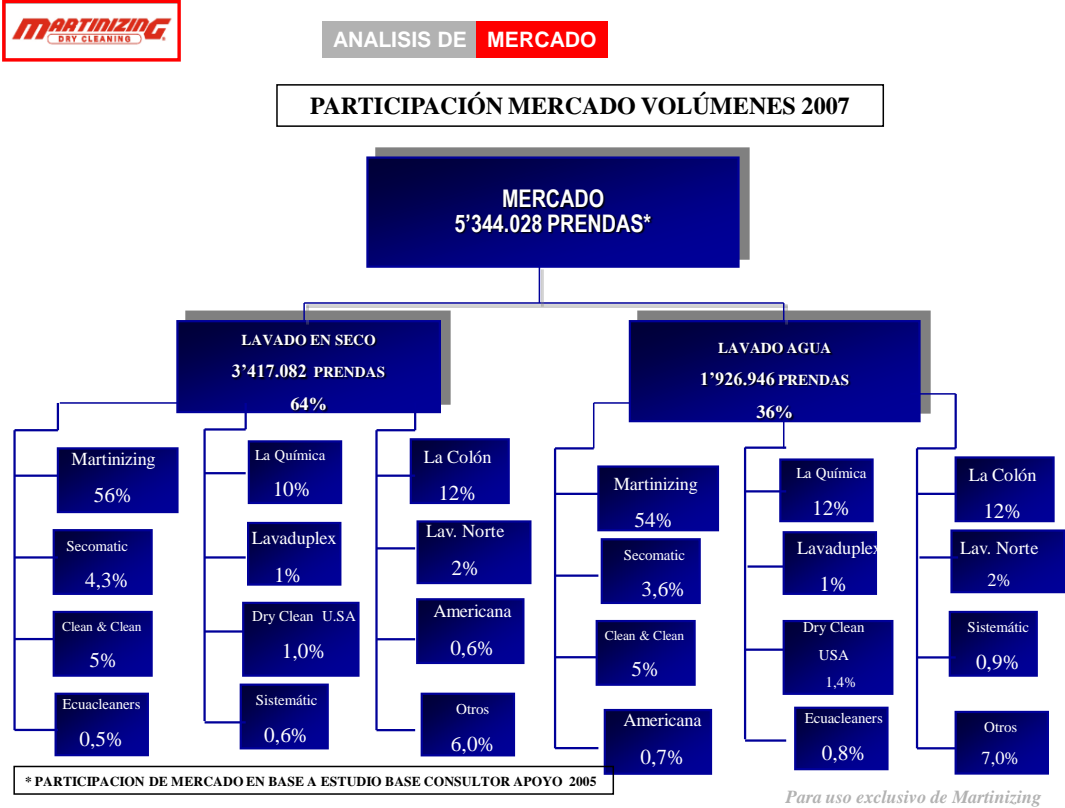 MARTINIZING
DRY CLEANING
ANALISIS DE MERCADO
PARTICIPACIÓN MERCADO VOLÚMENES 2007
MERCADO
5’344.028 PRENDAS*
LAVADO EN SECO
3’417.082 PRENDAS
64%
LAVADO AGUA
1’926.946 PRENDAS
36%
Martinizing
56%
Secomatic
4,3%
Clean & Clean
5%
Ecuacleaners
0,5%
La Química
10%
Lavaduplex
1%
Dry Clean U.SA
1,0%
Sistemátic
0,6%
La Colón
12%
Lav. Norte
2%
Americana
0,6%
Otros
6,0%
Martinizing
54%
Secomatic
3,6%
Clean & Clean
5%
Americana
0,7%
La Química
12%
Lavaduplex
1%
Dry Clean
USA
1,4%
Ecuacleaners
0,8%
La Colón
12%
Lav. Norte
2%
Sistemátic
0,9%
Otros
7,0%
* PARTICIPACION DE MERCADO EN BASE A ESTUDIO BASE CONSULTOR APOYO 2005
Para uso exclusivo de Martinizing